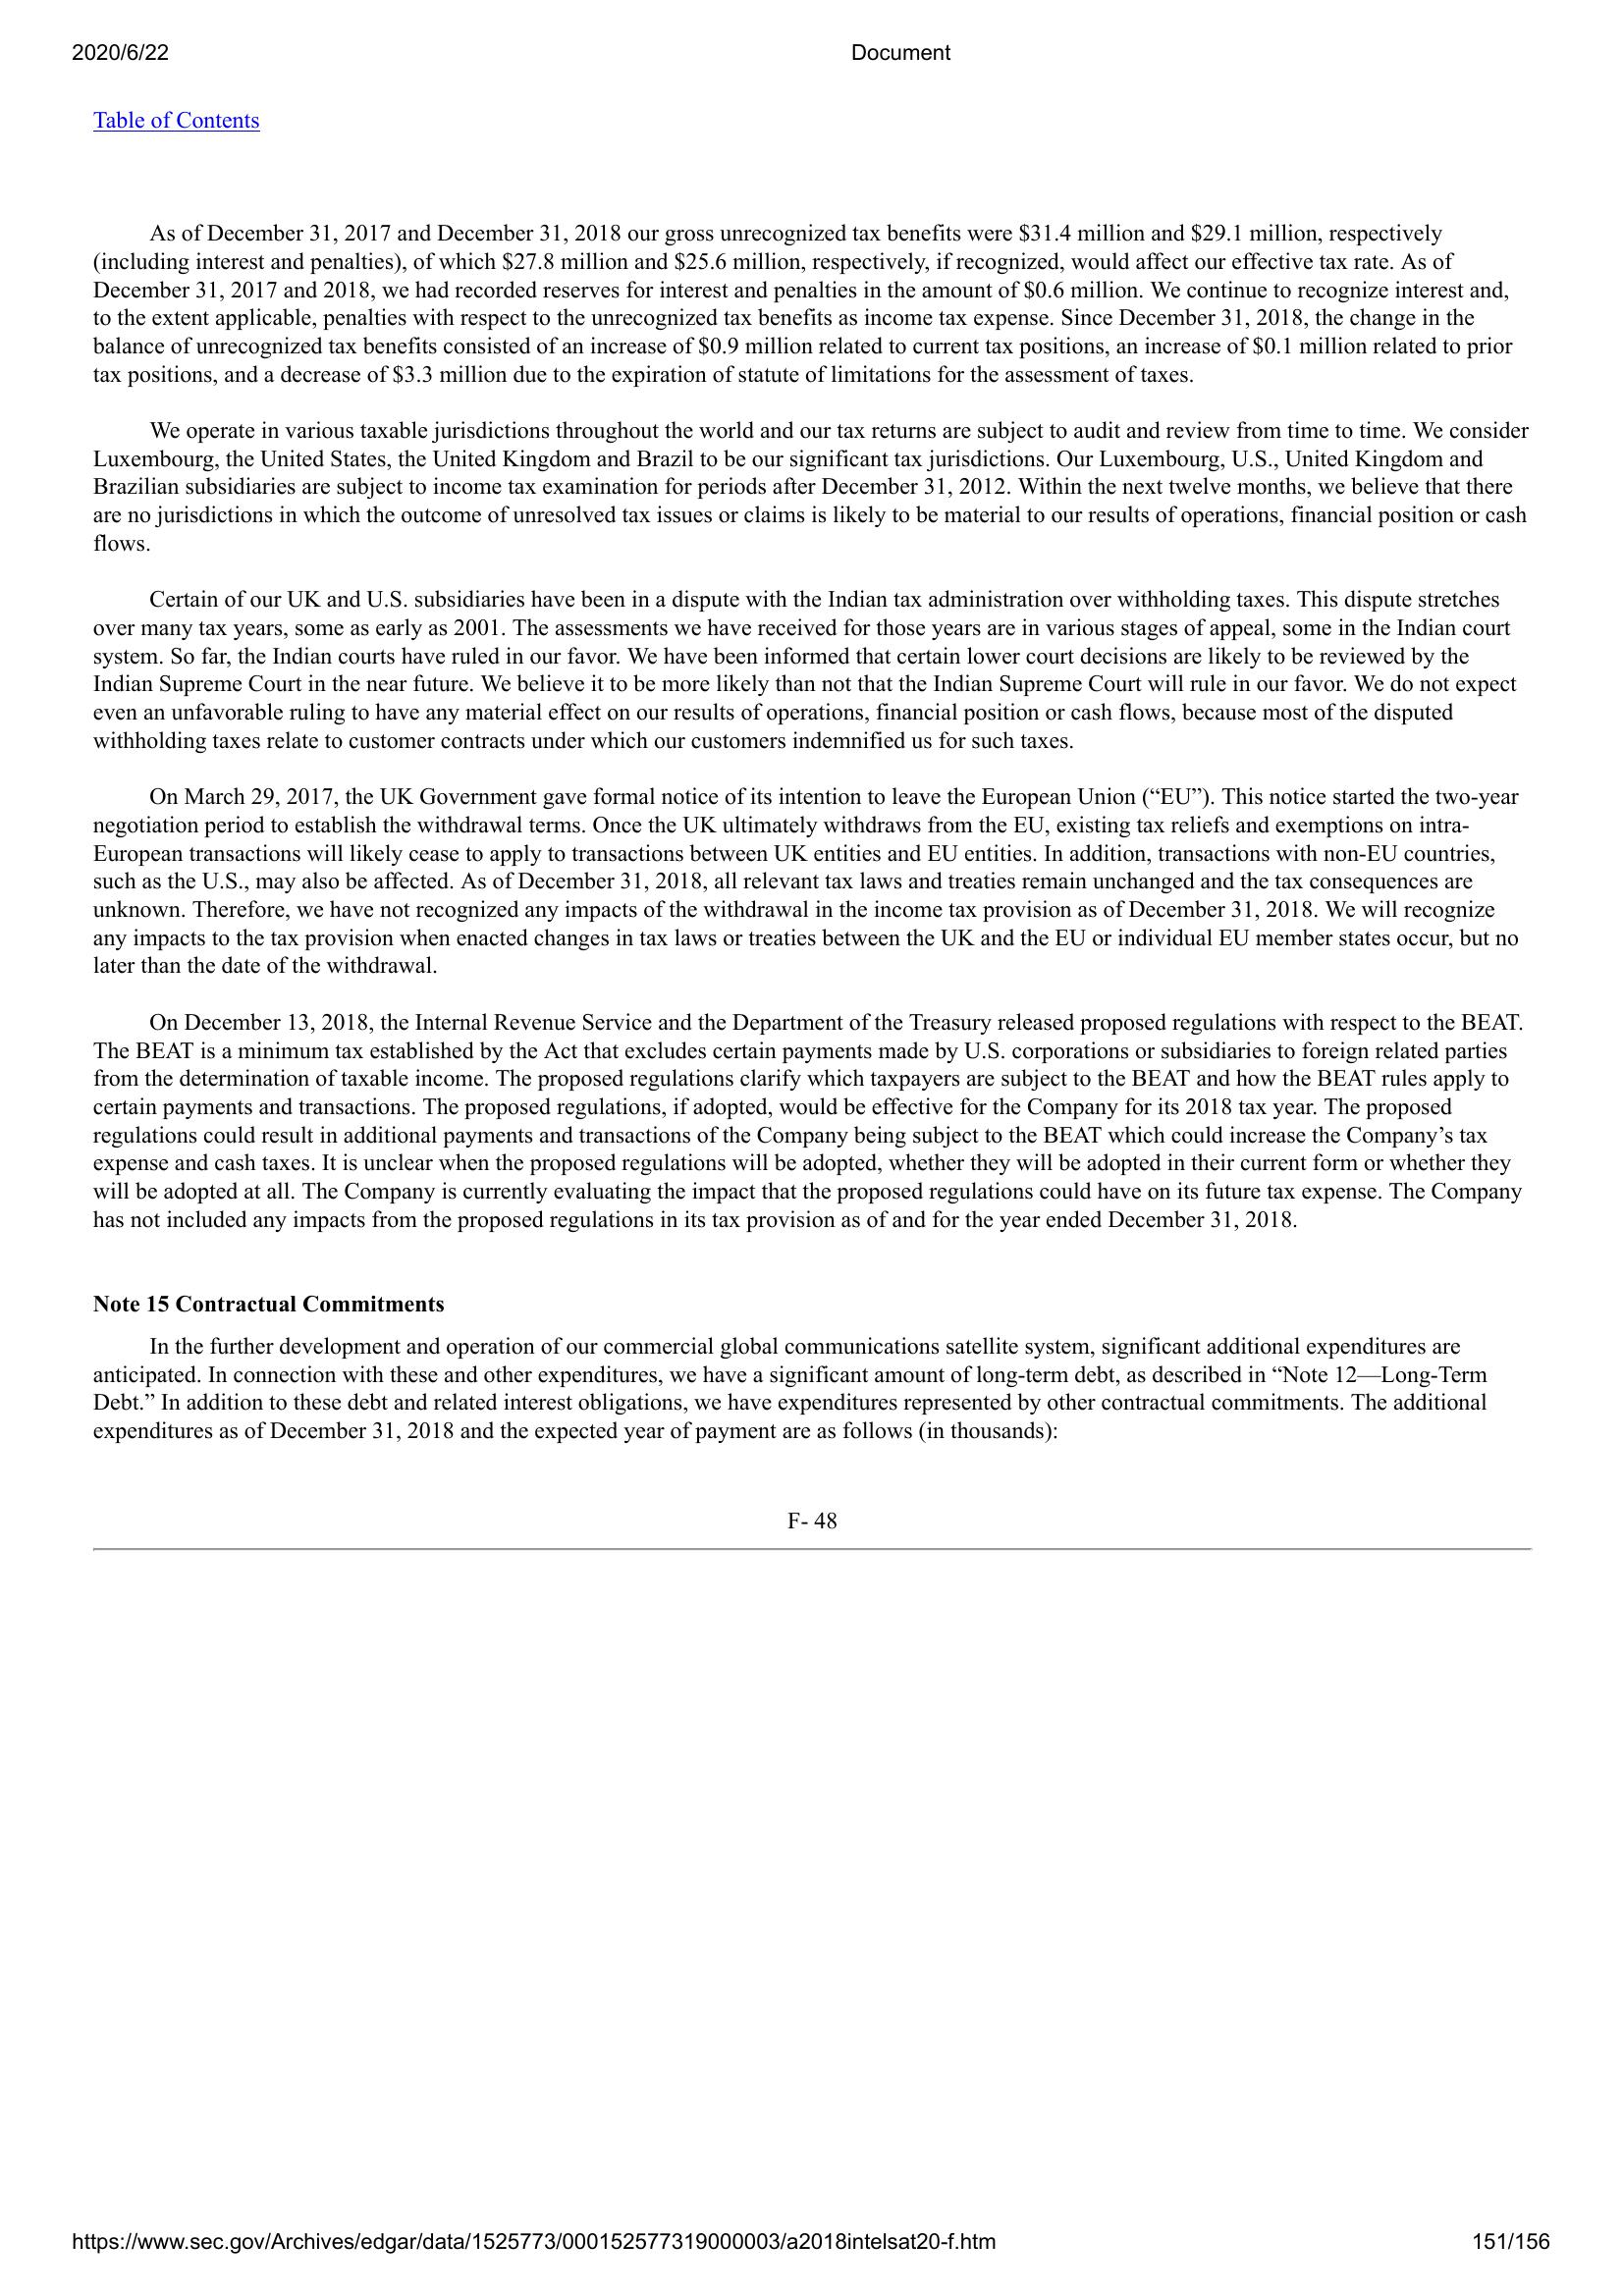 2020/6/22 Document
Table of Contents
As of December 31, 2017 and December 31, 2018 our gross unrecognized tax benefits were $31.4 million and $29.1 million, respectively
(including interest and penalties), of which $27.8 million and $25.6 million, respectively, if recognized, would affect our effective tax rate. As of
December 31, 2017 and 2018, we had recorded reserves for interest and penalties in the amount of $0.6 million. We continue to recognize interest and,
to the extent applicable, penalties with respect to the unrecognized tax benefits as income tax expense. Since December 31, 2018, the change in the
balance of unrecognized tax benefits consisted of an increase of $0.9 million related to current tax positions, an increase of $0.1 million related to prior
tax positions, and a decrease of $3.3 million due to the expiration of statute of limitations for the assessment of taxes.
We operate in various taxable jurisdictions throughout the world and our tax returns are subject to audit and review from time to time. We consider
Luxembourg, the United States, the United Kingdom and Brazil to be our significant tax jurisdictions. Our Luxembourg, U.S., United Kingdom and
Brazilian subsidiaries are subject to income tax examination for periods after December 31, 2012. Within the next twelve months, we believe that there
are no jurisdictions in which the outcome of unresolved tax issues or claims is likely to be material to our results of operations, financial position or cash
flows.
Certain of our UK and U.S. subsidiaries have been in a dispute with the Indian tax administration over withholding taxes. This dispute stretches
over many tax years, some as early as 2001. The assessments we have received for those years are in various stages of appeal, some in the Indian court
system. So far, the Indian courts have ruled in our favor. We have been informed that certain lower court decisions are likely to be reviewed by the
Indian Supreme Court in the near future. We believe it to be more likely than not that the Indian Supreme Court will rule in our favor. We do not expect
even an unfavorable ruling to have any material effect on our results of operations, financial position or cash flows, because most of the disputed
withholding taxes relate to customer contracts under which our customers indemnified us for such taxes.
On March 29, 2017, the UK Government gave formal notice of its intention to leave the European Union (“EU”). This notice started the two-year
negotiation period to establish the withdrawal terms. Once the UK ultimately withdraws from the EU, existing tax reliefs and exemptions on intra-
European transactions will likely cease to apply to transactions between UK entities and EU entities. In addition, transactions with non-EU countries,
such as the U.S., may also be affected. As of December 31, 2018, all relevant tax laws and treaties remain unchanged and the tax consequences are
unknown. Therefore, we have not recognized any impacts of the withdrawal in the income tax provision as of December 31, 2018. We will recognize
any impacts to the tax provision when enacted changes in tax laws or treaties between the UK and the EU or individual EU member states occur, but no
later than the date of the withdrawal.
On December 13, 2018, the Internal Revenue Service and the Department of the Treasury released proposed regulations with respect to the BEAT.
The BEAT is a minimum tax established by the Act that excludes certain payments made by U.S. corporations or subsidiaries to foreign related parties
from the determination of taxable income. The proposed regulations clarify which taxpayers are subject to the BEAT and how the BEAT rules apply to
certain payments and transactions. The proposed regulations, if adopted, would be effective for the Company for its 2018 tax year. The proposed
regulations could result in additional payments and transactions of the Company being subject to the BEAT which could increase the Company’s tax
expense and cash taxes. It is unclear when the proposed regulations will be adopted, whether they will be adopted in their current form or whether they
will be adopted at all. The Company is currently evaluating the impact that the proposed regulations could have on its future tax expense. The Company
has not included any impacts from the proposed regulations in its tax provision as of and for the year ended December 31, 2018.
Note 15 Contractual Commitments
In the further development and operation of our commercial global communications satellite system, significant additional expenditures are
anticipated. In connection with these and other expenditures, we have a significant amount of long-term debt, as described in “Note 12—Long-Term
Debt.” In addition to these debt and related interest obligations, we have expenditures represented by other contractual commitments. The additional
expenditures as of December 31, 2018 and the expected year of payment are as follows (in thousands):
F- 48
https://www.sec.gov/Archives/edgar/data/1525773/000152577319000003/a2018intelsat20-f.htm 151/156